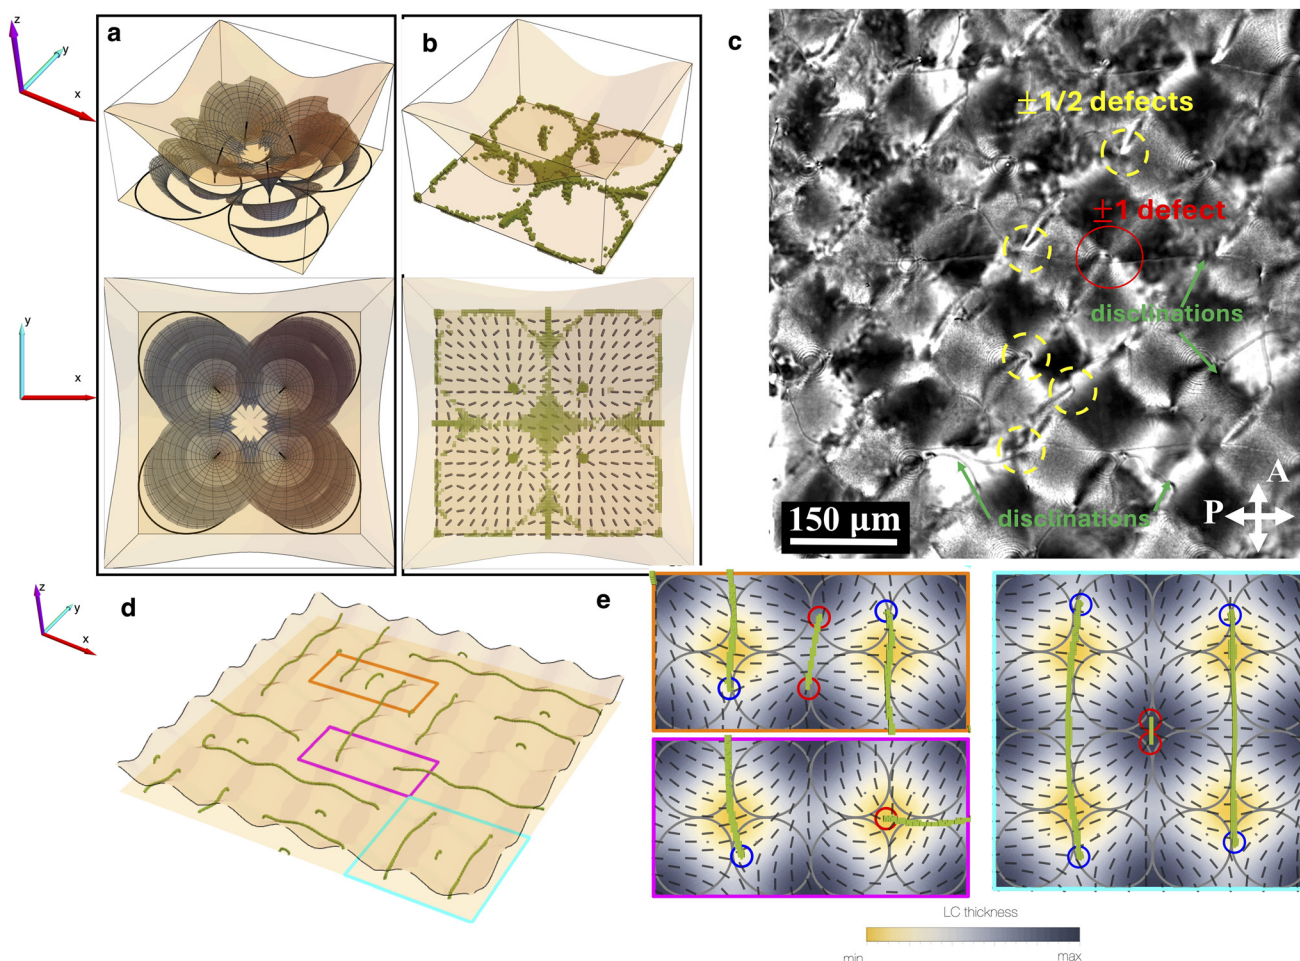 a
b
c
z
y
x
±1/2 defects
±1 defect
disclinations
y
x
disclinations
A
P
150 µm
z
y
x
d
e
LC thickness
min
max